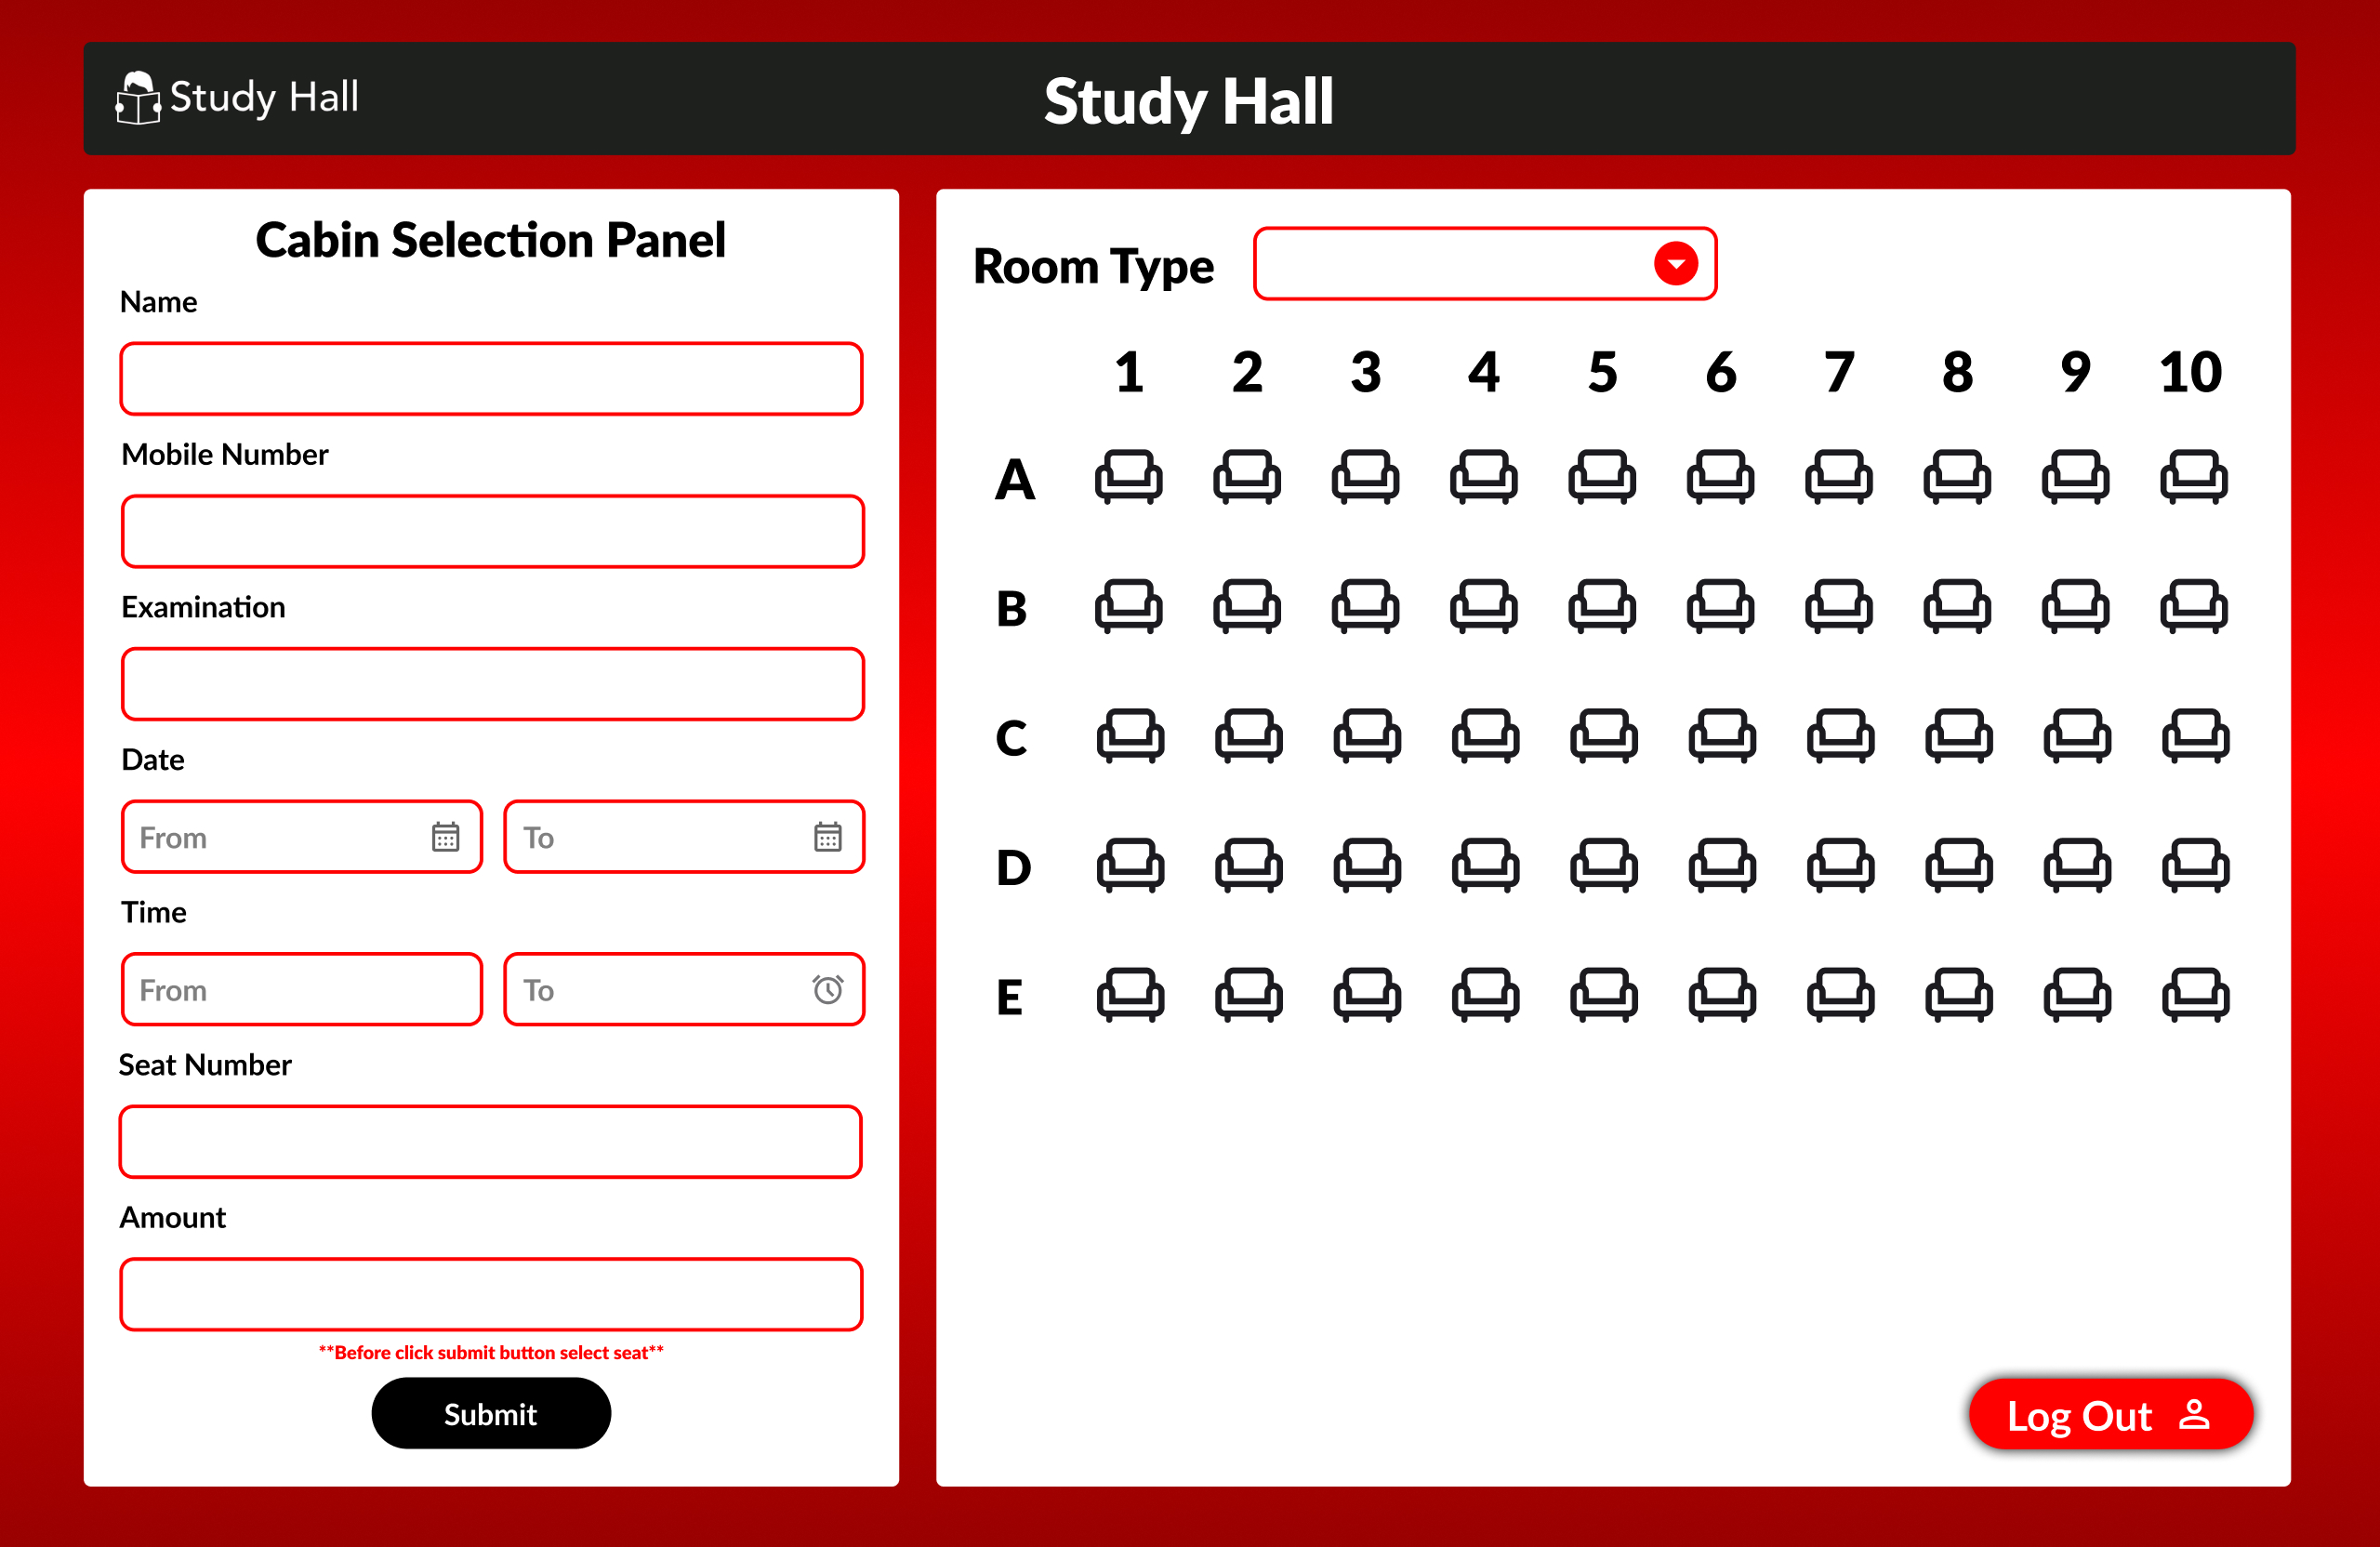 Study Hall
Study Hall
Cabin Selection Panel
Name
Mobile Number
Examination
Date
From To
Time
From To
Seat Number
Amount
**Before click submit button select seat**
Submit
Room Type
1 2 3 4 5 6 7 8 9 10
A
B
C
D
E
Log Out